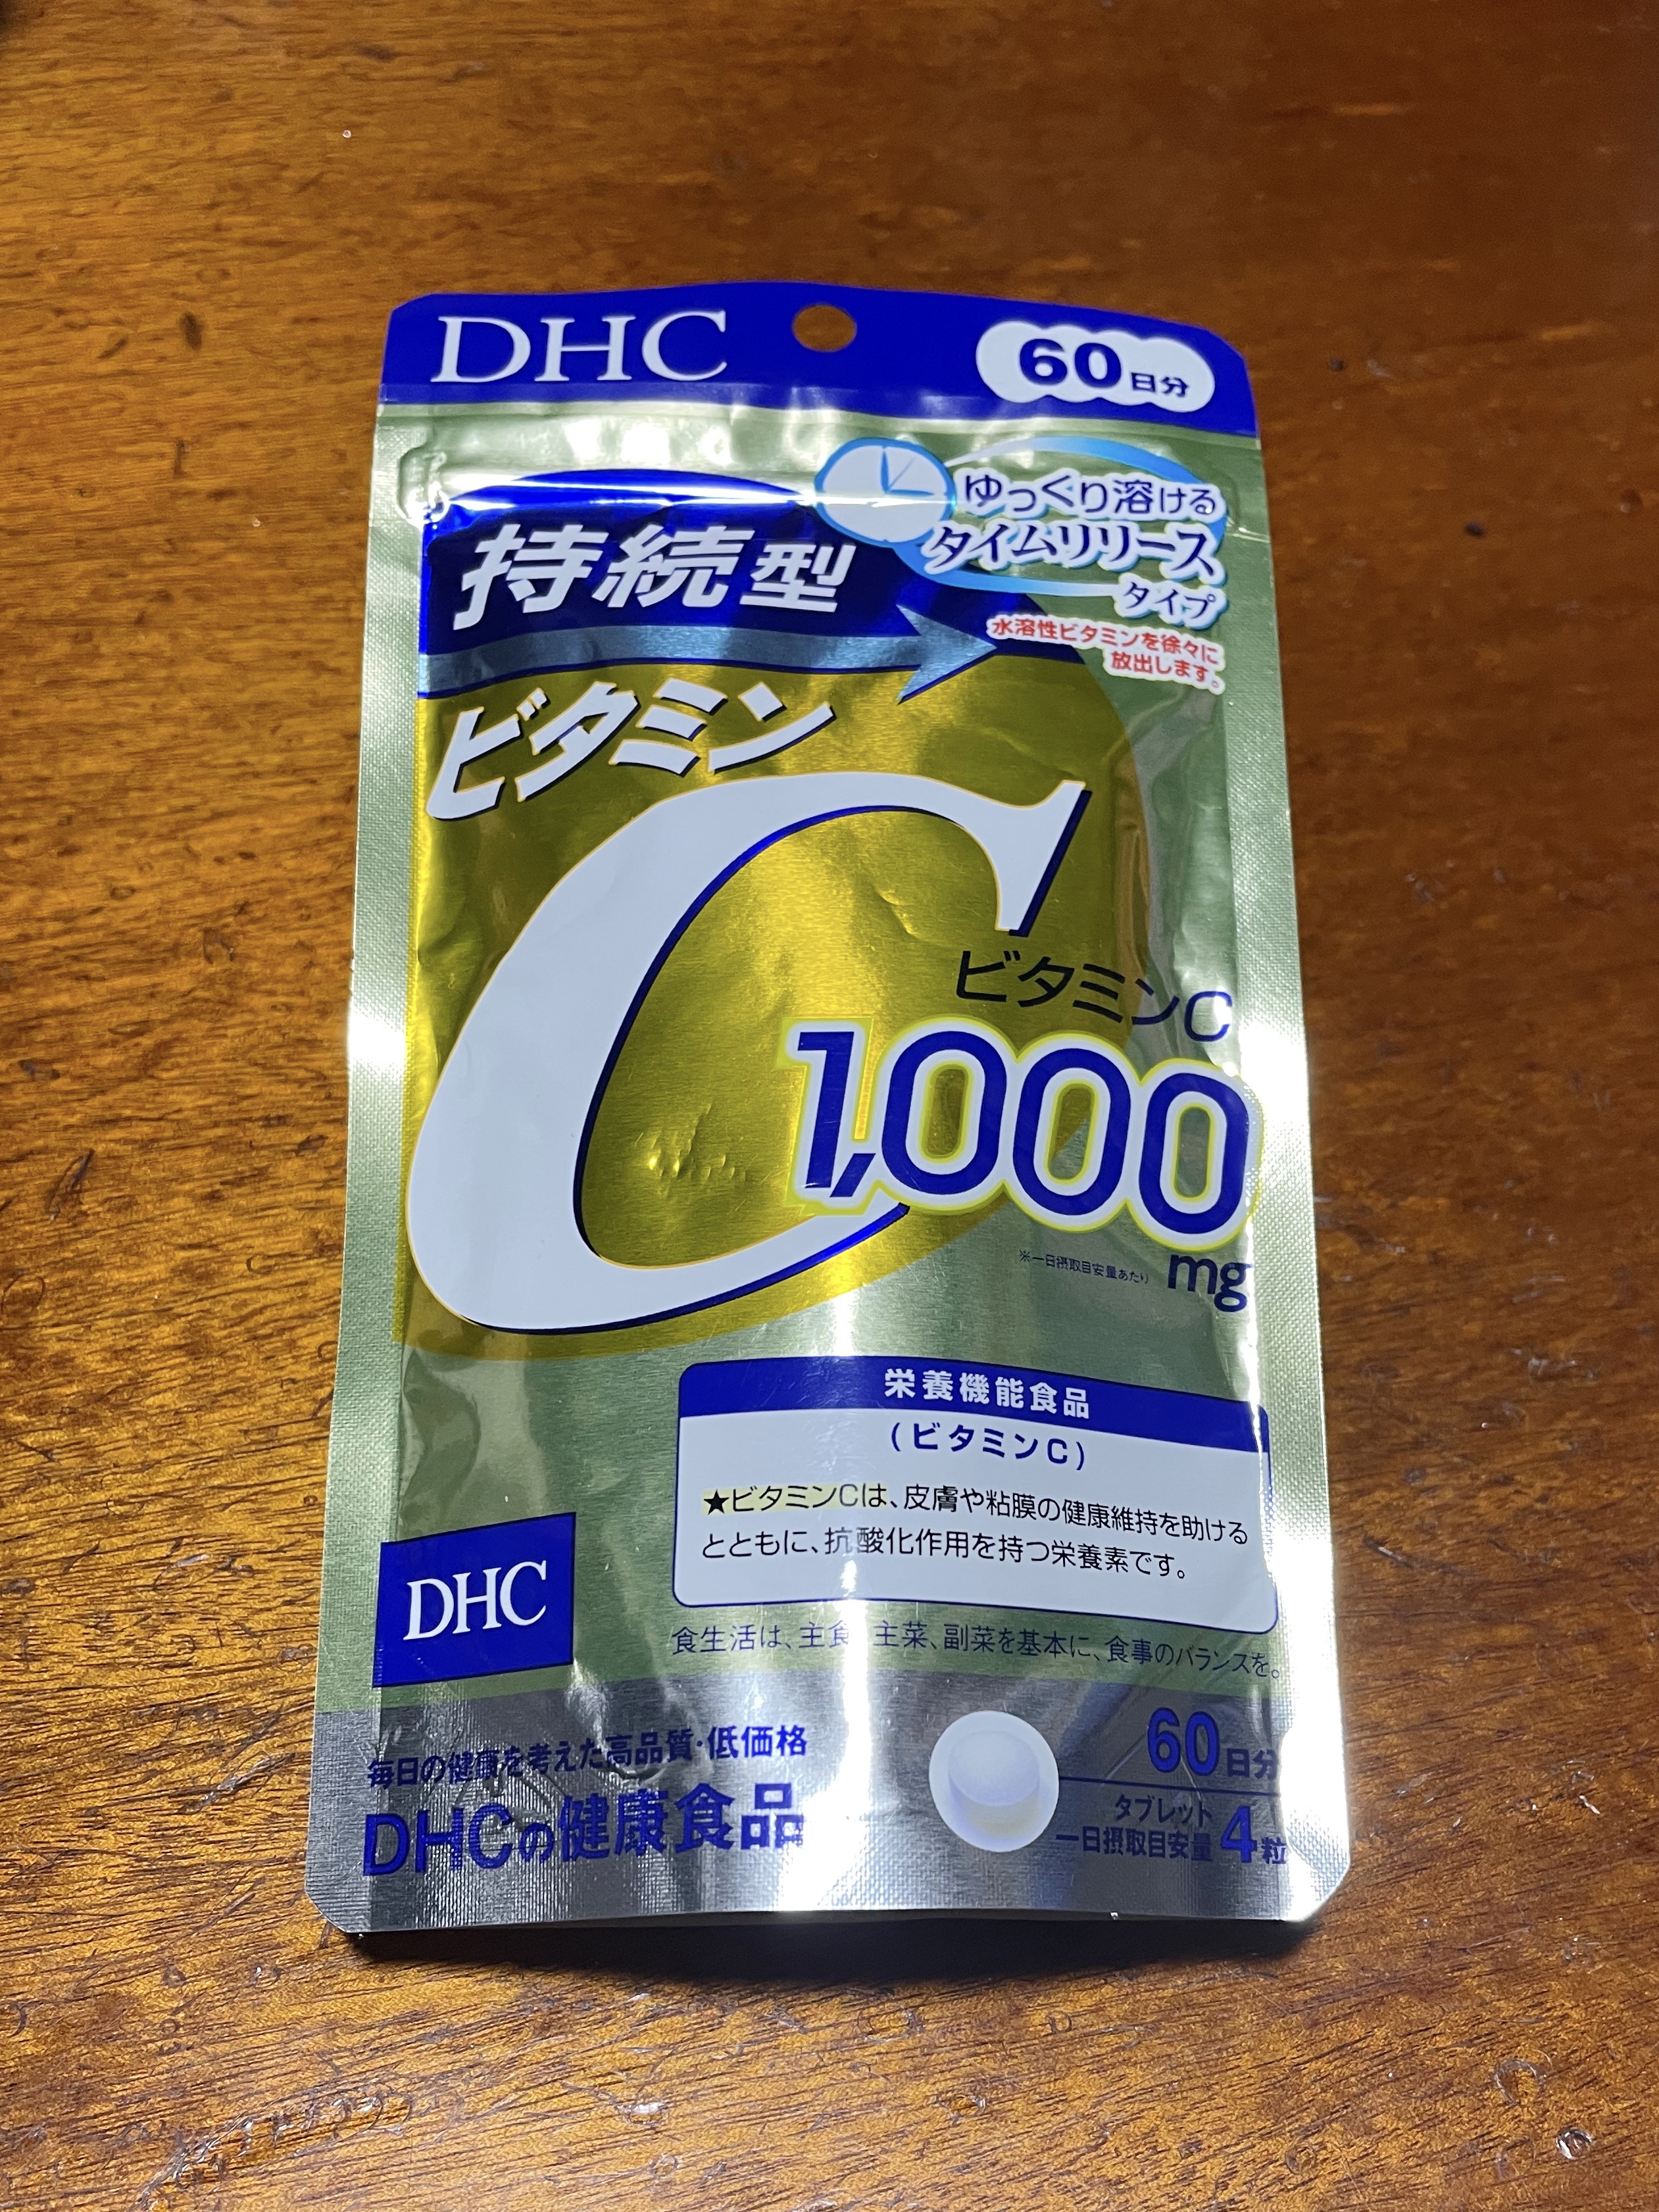 DHC
60日分
ゆっくり溶ける
タイムリリース
タイプ
水溶性ビタミンを徐々に
放出します。
持続型
ビタミン
C
ビタミンC
1,000
※一日摂取目安量あたり mg
栄養機能食品
(ビタミンC)
★ビタミンCは、皮膚や粘膜の健康維持を助ける
とともに、抗酸化作用を持つ栄養素です。
DHC
食生活は、主食、主菜、副菜を基本に、食事のバランスを。
毎日の健康を考えた高品質・低価格
DHCの健康食品
60日分
タブレット
一日摂取目安量 4粒